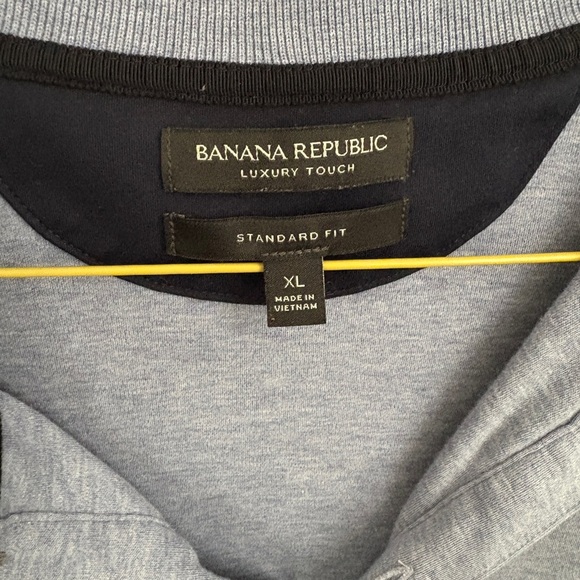 BANANA REPUBLIC
LUXURY TOUCH
STANDARD FIT
XL
MADE IN
VIETNAM